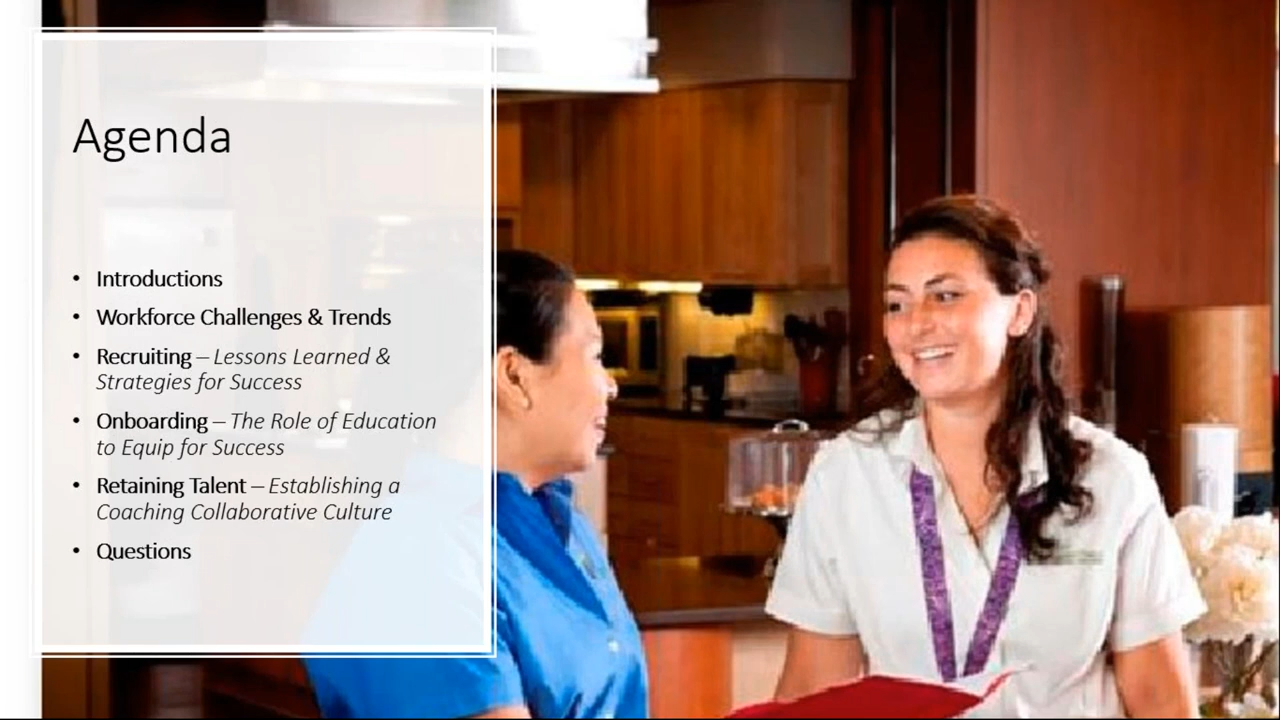 Agenda
• Introductions
• Workforce Challenges & Trends
• Recruiting – Lessons Learned &
Strategies for Success
• Onboarding – The Role of Education
to Equip for Success
• Retaining Talent – Establishing a
Coaching Collaborative Culture
• Questions